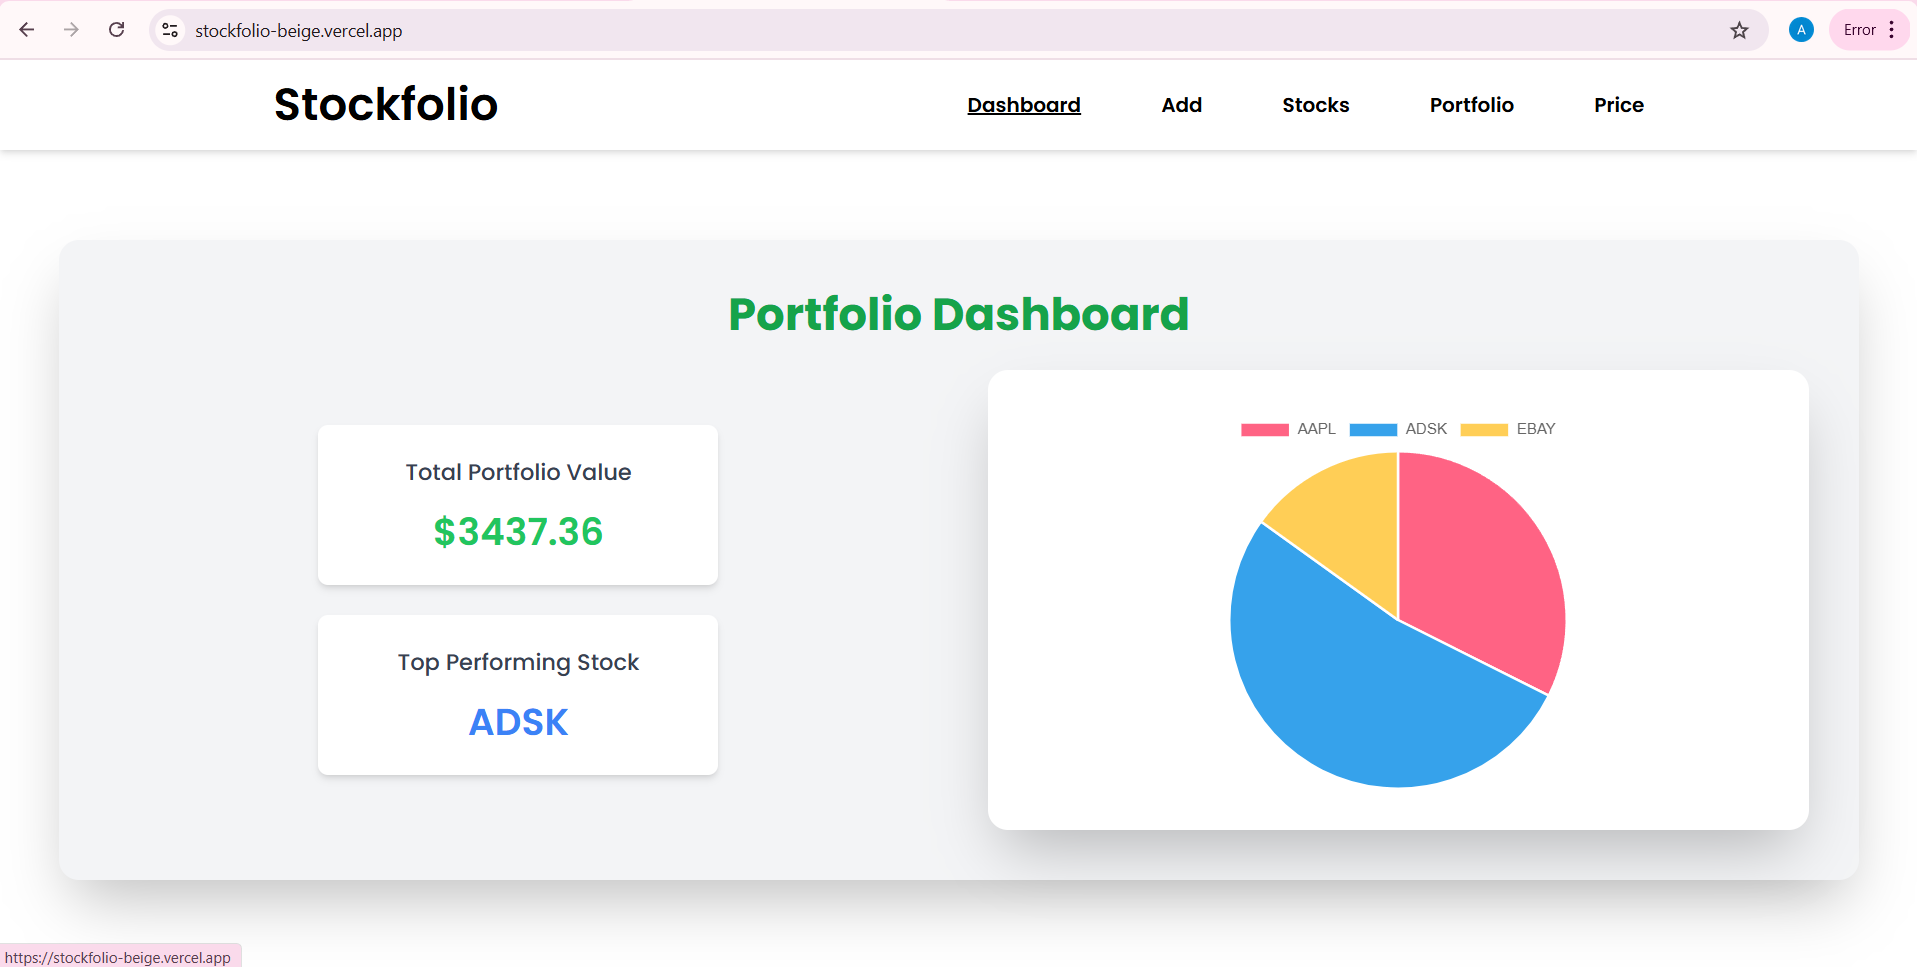 stockfolio-beige.vercel.app
A
Error
Stockfolio
Dashboard Add Stocks Portfolio Price
Portfolio Dashboard
Total Portfolio Value
$3437.36
Top Performing Stock
ADSK
AAPL ADSK EBAY
https://stockfolio-beige.vercel.app